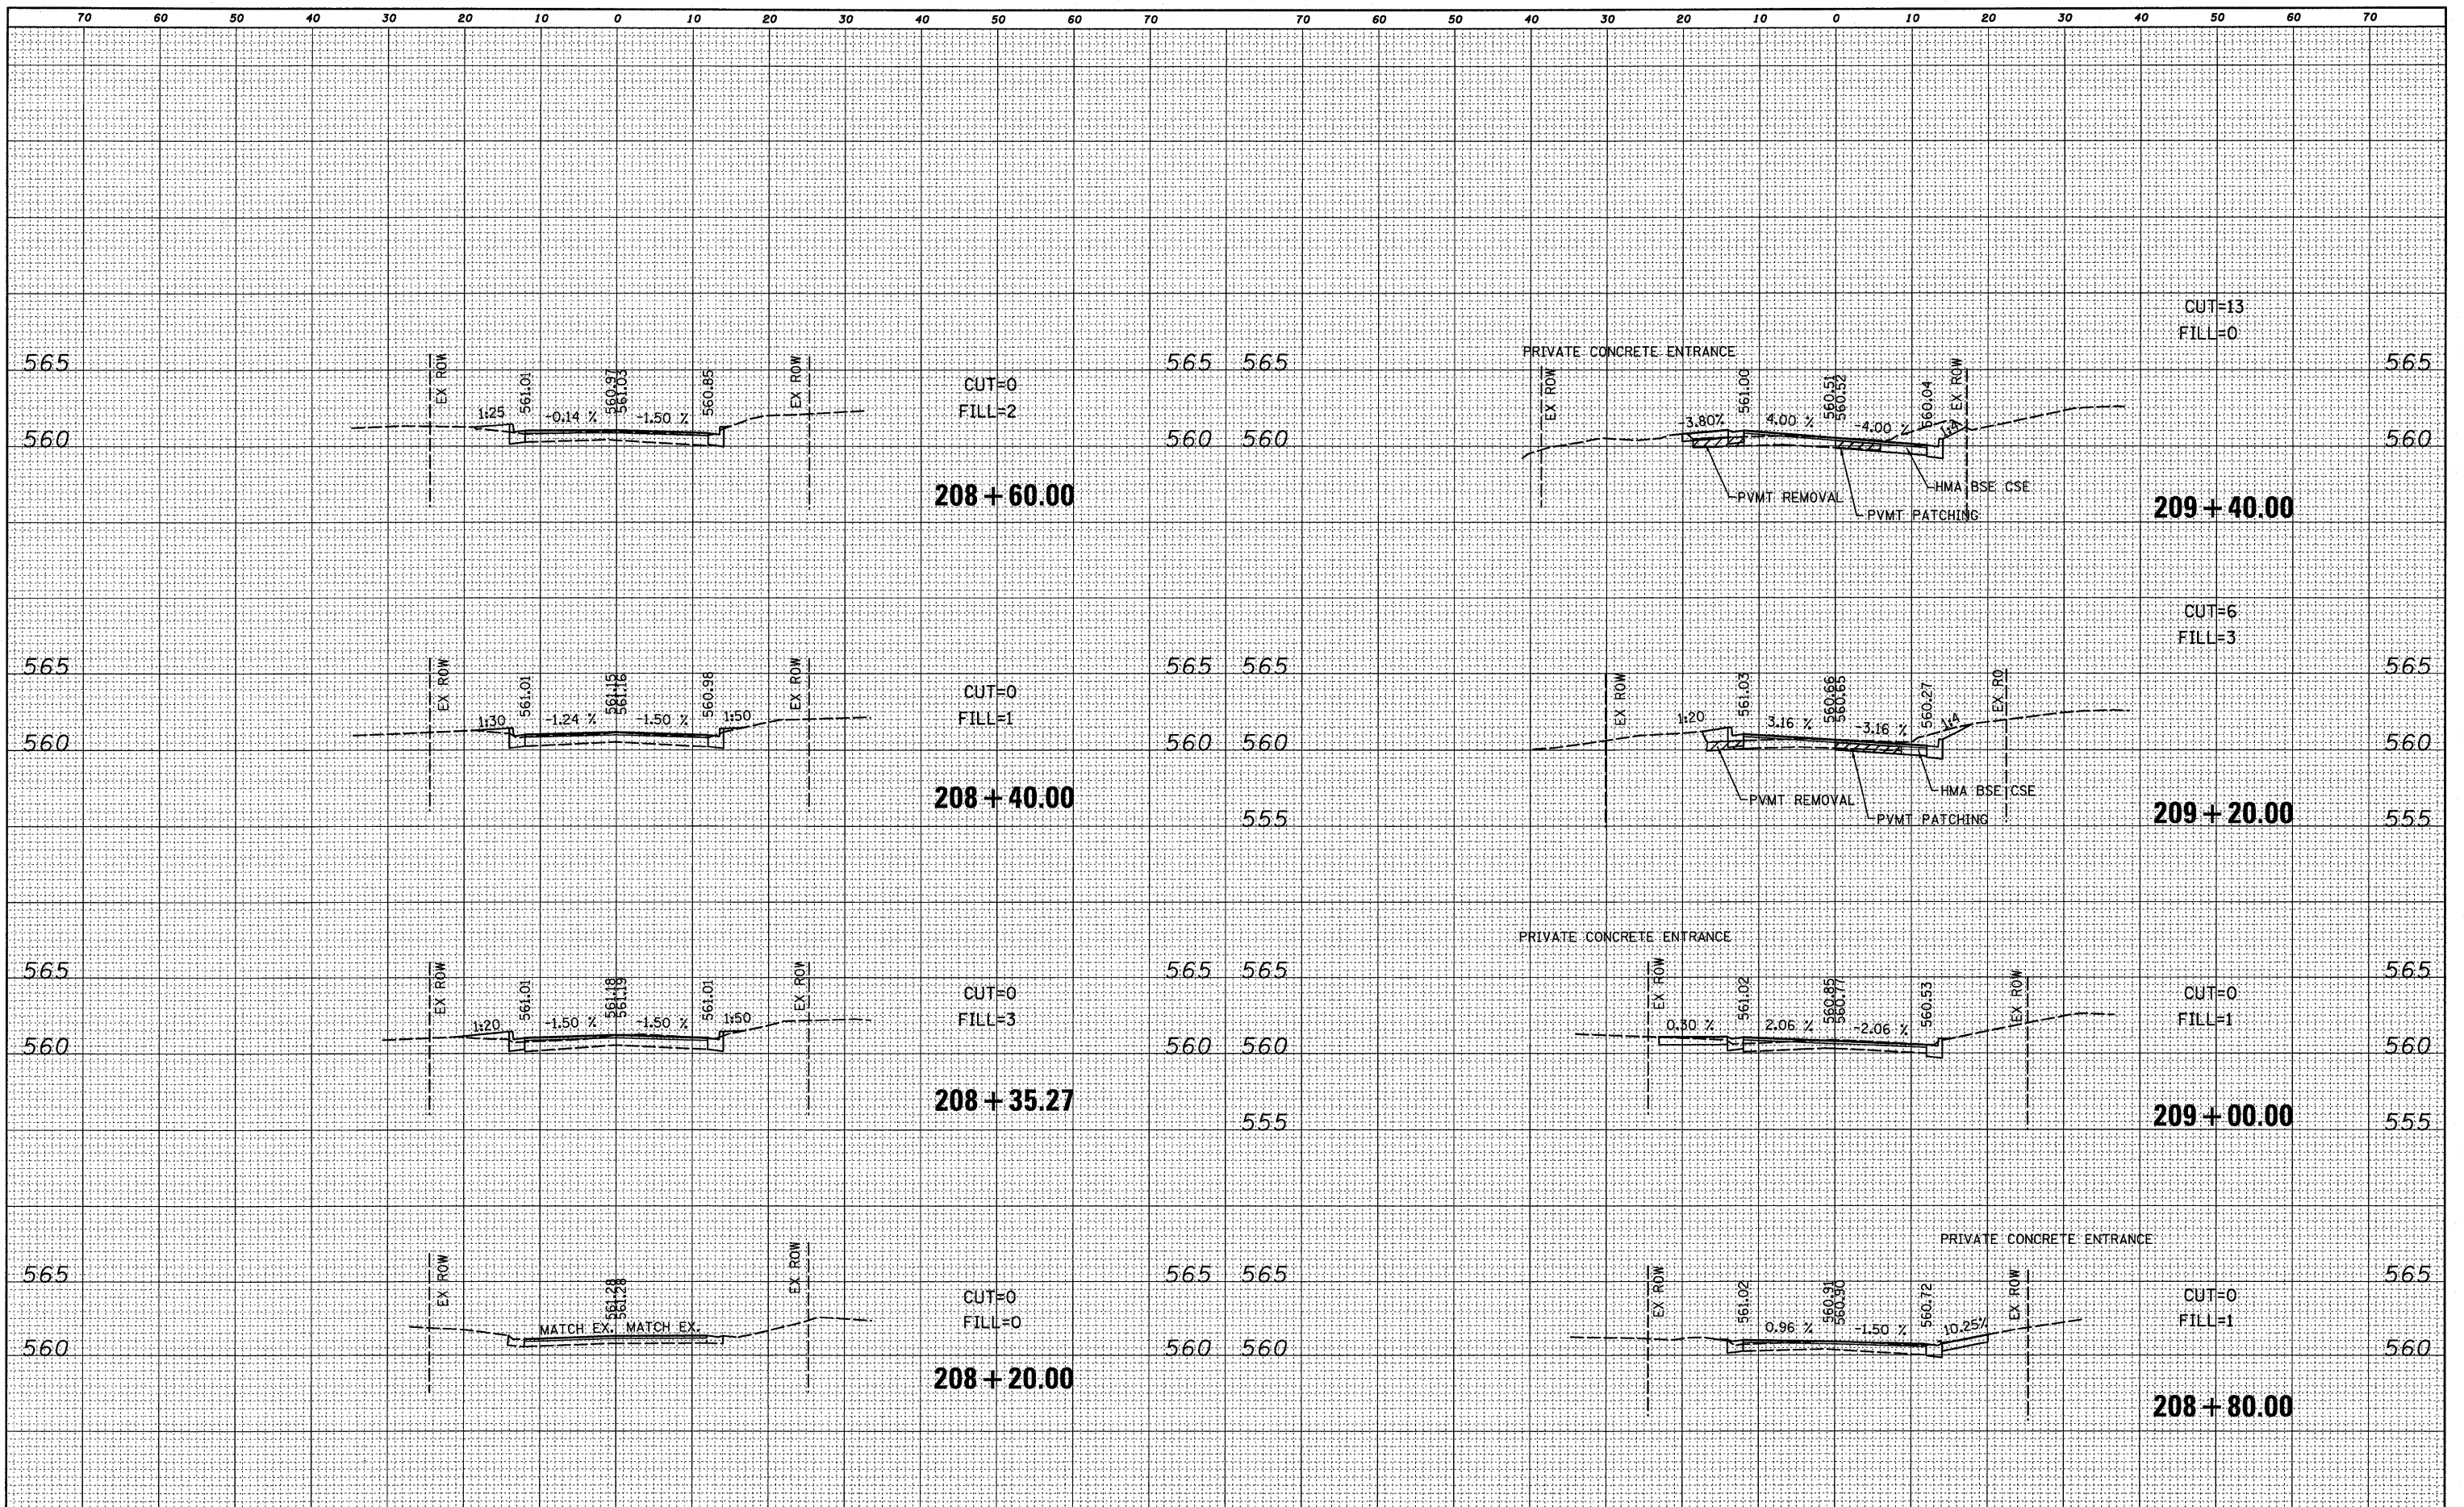 70 60 50 40 30 20 10 0 10 20 30 40 50 60 70 60 50 40 30 20 10 0 10 20 30 40 50 60 70
565 565
EX ROW
561.01
560.97
561.03
560.85
EX ROW
1:25 -0.14 % -1.50 %
CUT=0
FILL=2
560 560
208+60.00
565 565
EX ROW
561.01
561.15
561.16
560.98
EX ROW
1:30 -1.24 % -1.50 % 1:50
CUT=0
FILL=1
560 560
208+40.00
565 565
EX ROW
561.01
561.18
561.19
561.01
EX ROW
1:20 -1.50 % -1.50 % 1:50
CUT=0
FILL=3
560 560
208+35.27
565 565
EX ROW
561.28
561.28
EX ROW
MATCH EX. MATCH EX.
CUT=0
FILL=0
560 560
208+20.00
CUT=13
FILL=0
PRIVATE CONCRETE ENTRANCE
565 565
EX ROW
561.00
560.51
560.52
560.04
EX ROW
3.80% 4.00 % -4.00 % 1:4
560 560
HMA BSE CSE
PVMT REMOVAL
PVMT PATCHING
209+40.00
CUT=6
FILL=3
565 565
EX ROW
561.03
560.66
560.65
560.27
EX RO
1:20 3.16 % -3.16 % 1:4
560 560
HMA BSE CSE
PVMT REMOVAL
PVMT PATCHING
209+20.00
555 555
PRIVATE CONCRETE ENTRANCE
565 565
EX ROW
561.02
560.85
560.77
560.53
EX ROW
0.30 % 2.06 % -2.06 %
CUT=0
FILL=1
560 560
209+00.00
555 555
PRIVATE CONCRETE ENTRANCE
565 565
EX ROW
561.02
560.91
560.90
560.72
EX ROW
0.96 % -1.50 % 10.25%
CUT=0
FILL=1
560 560
208+80.00